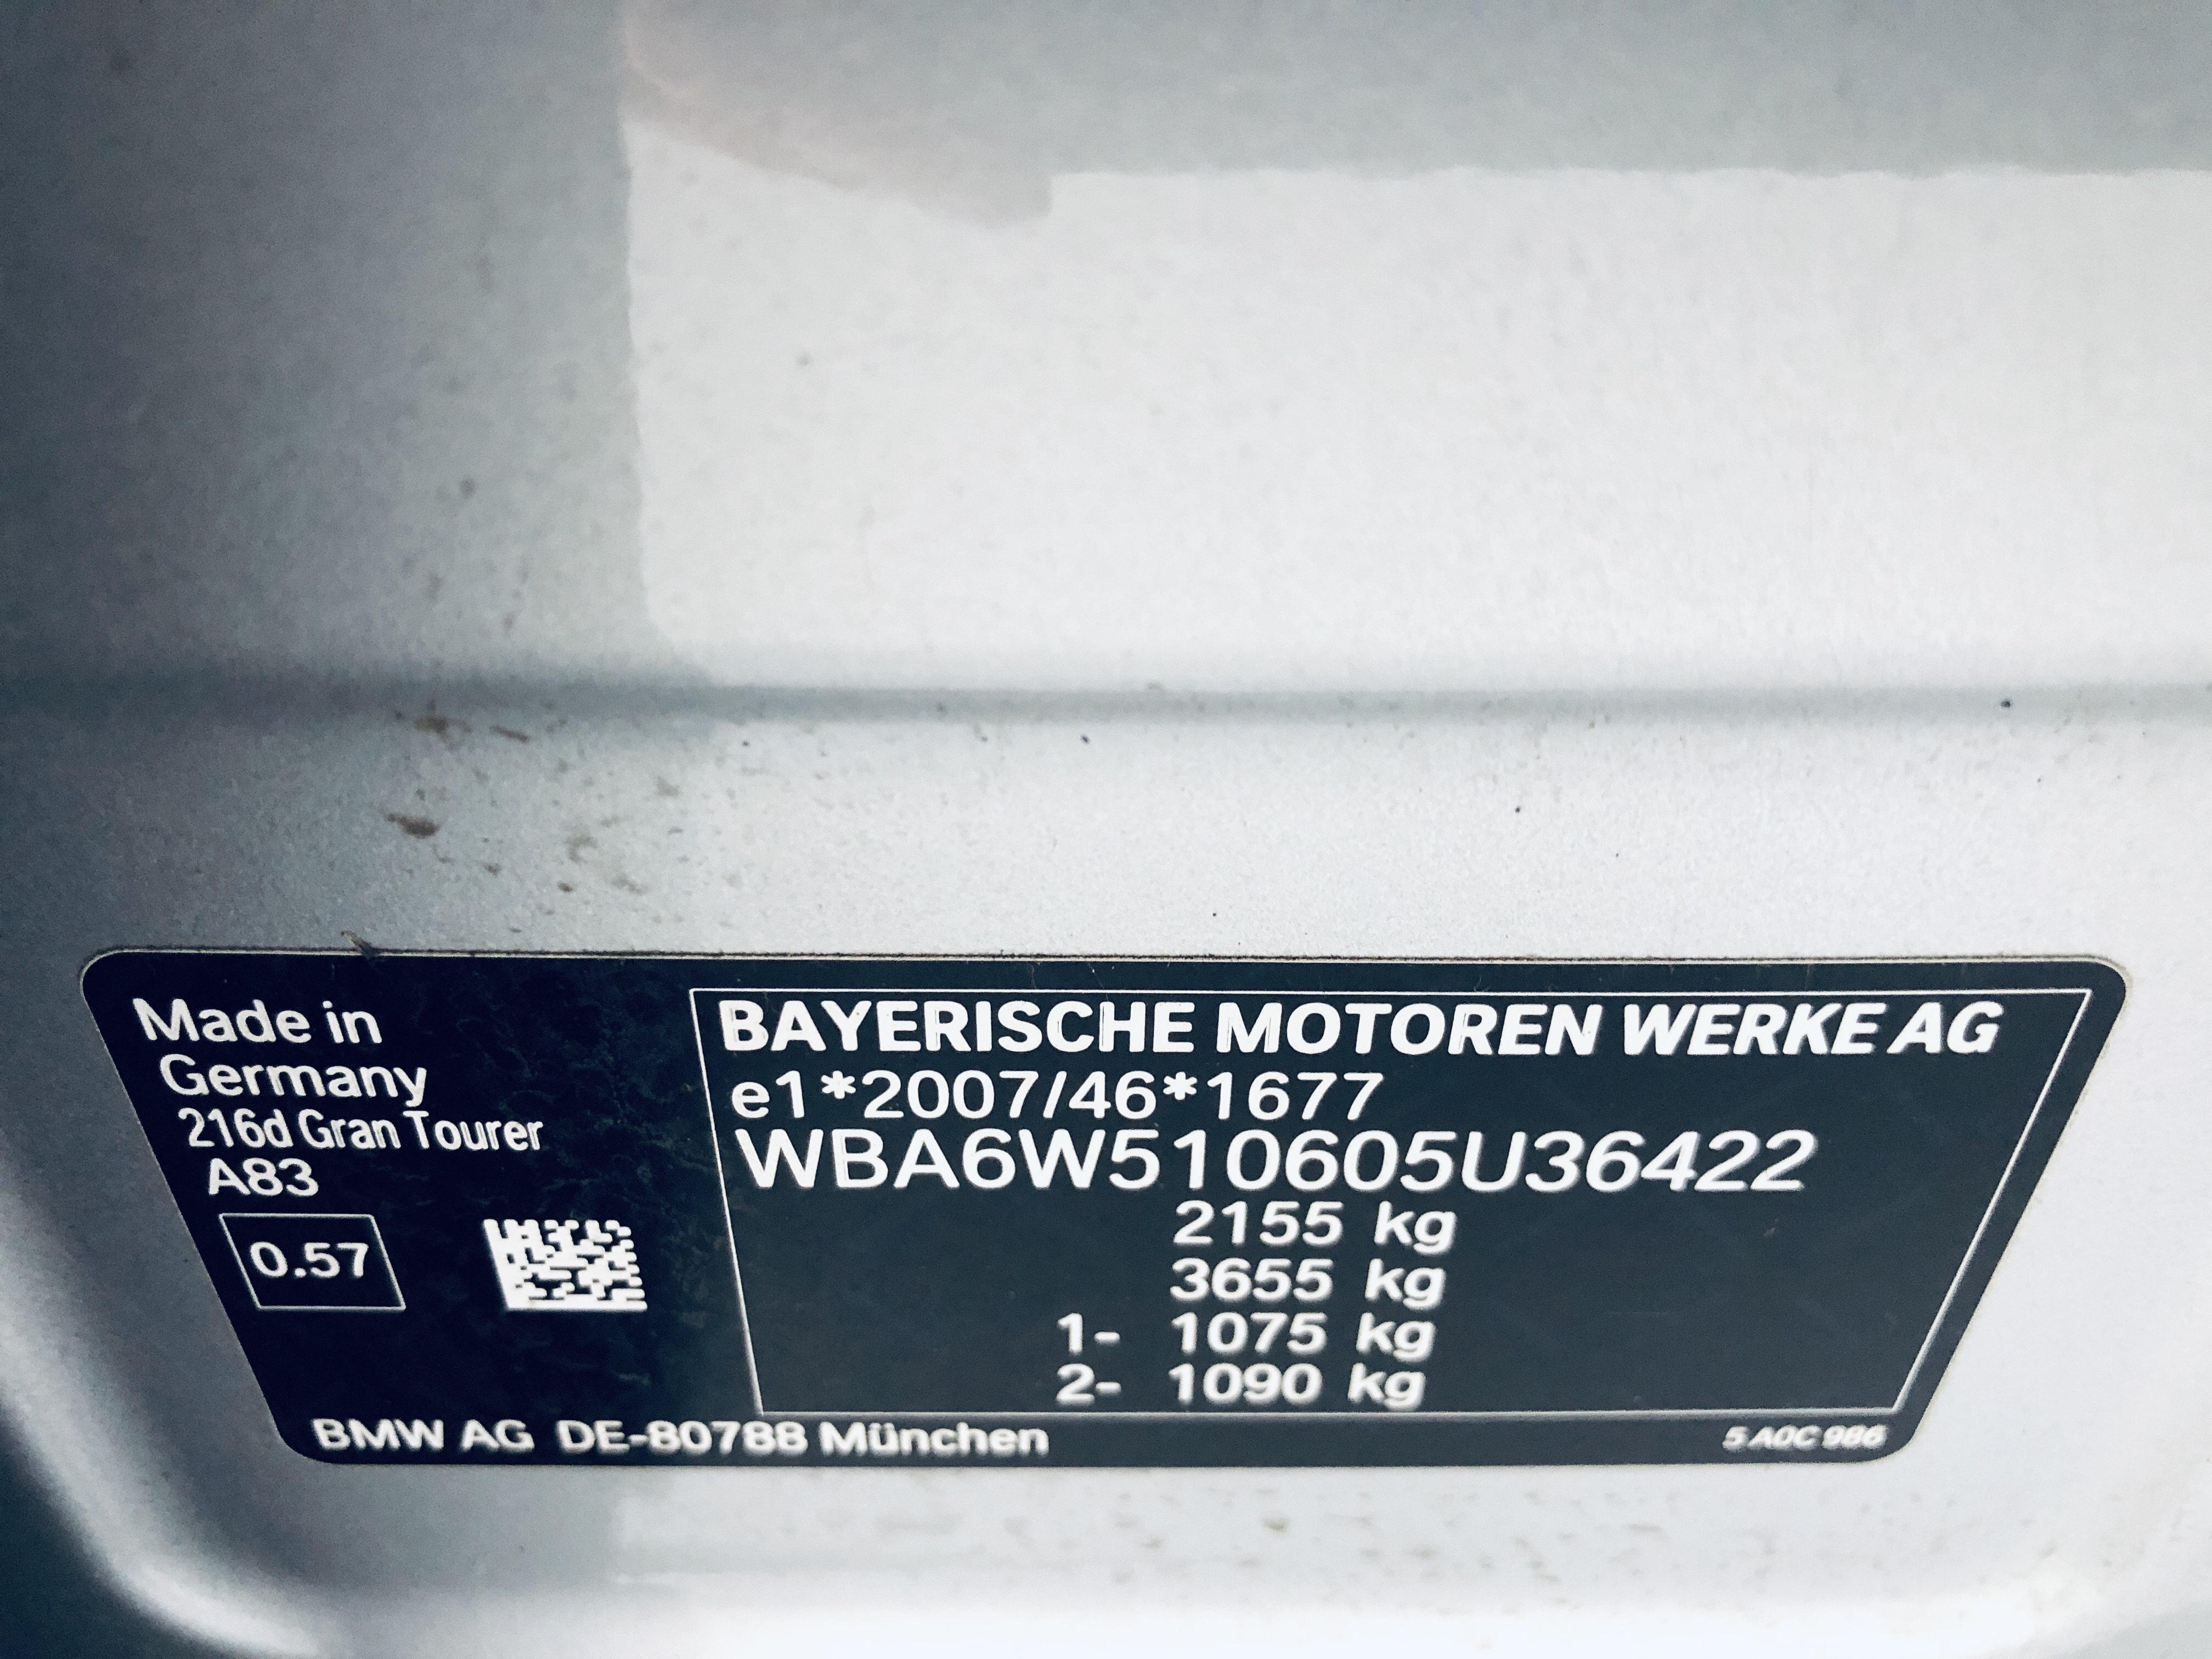 Made in
Germany
216d Gran Tourer
A83
0.57
BAYERISCHE MOTOREN WERKE AG
e1*2007/46*1677
WBA6W510605U36422
2155 kg
3655 kg
1- 1075 kg
2- 1090 kg
BMW AG DE-80788 München
5 A0C 9B6